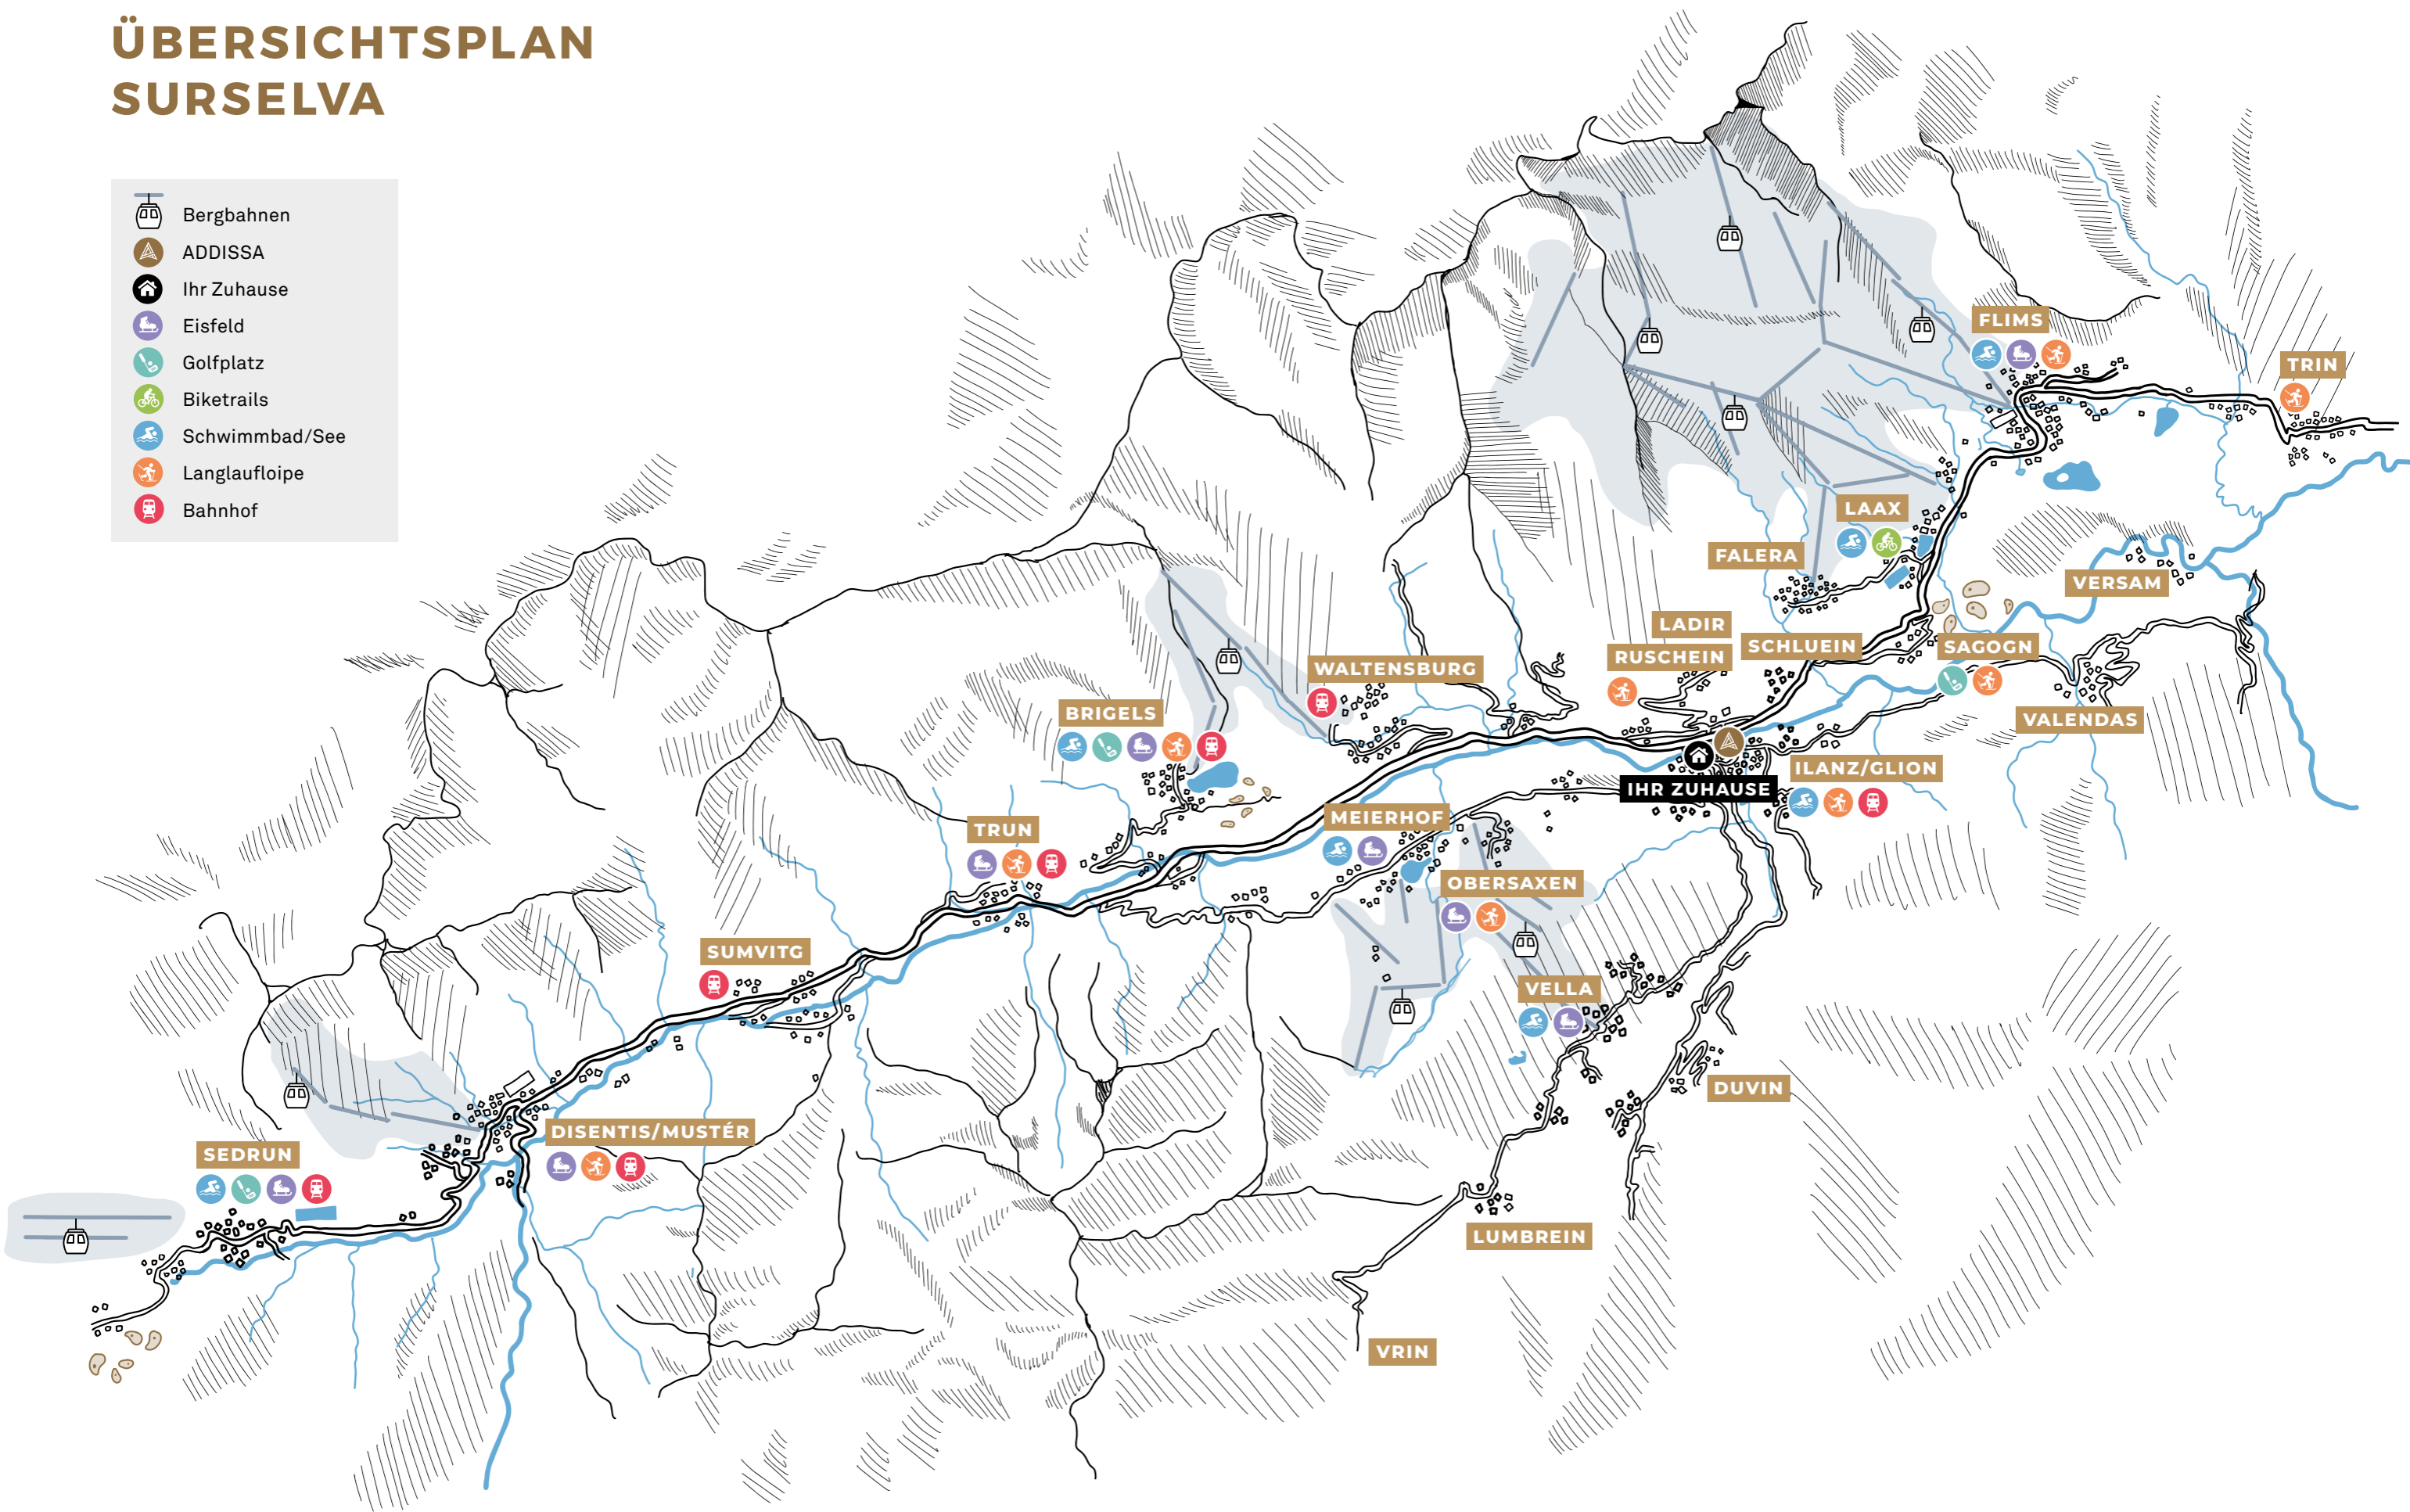 ÜBERSICHTSPLAN
SURSELVA
Bergbahnen
ADDISSA
Ihr Zuhause
Eisfeld
Golfplatz
Biketrails
Schwimmbad/See
Langlaufloipe
Bahnhof
FLIMS
TRIN
LAAX
FALERA
VERSAM
LADIR
RUSCHEIN
SCHLUEIN
SAGOGN
WALTENSBURG
BRIGELS
VALENDAS
ILANZ/GLION
IHR ZUHAUSE
MEIERHOF
TRUN
OBERSAXEN
SUMVITG
VELLA
DUVIN
DISENTIS/MUSTÉR
SEDRUN
LUMBREIN
VRIN